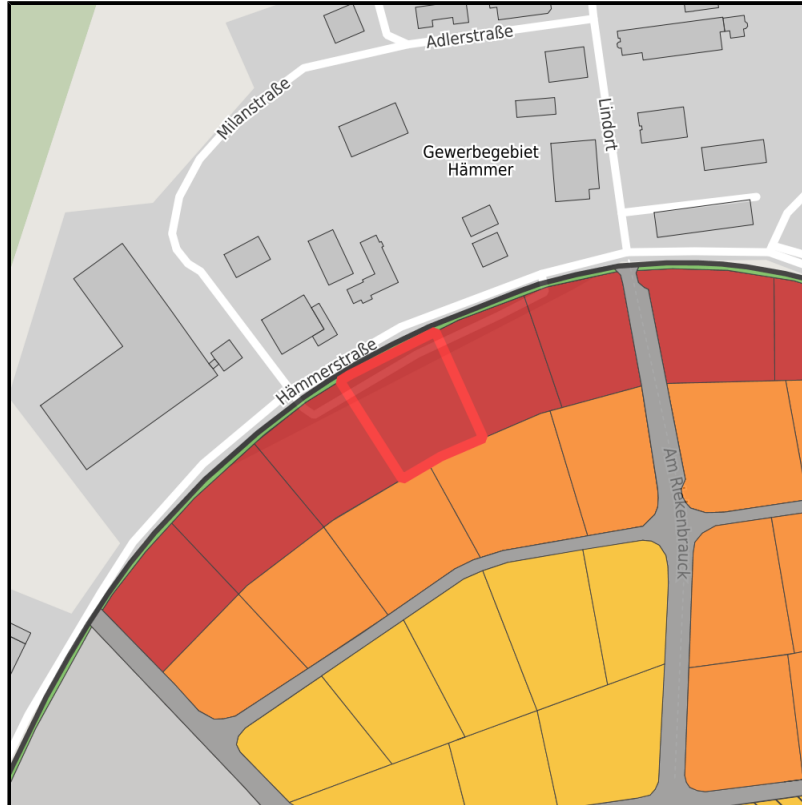 Adlerstraße
Milanstraße
Lindort
Gewerbegebiet
Hämmer
Hämmerstraße
Am Riekenbrauck